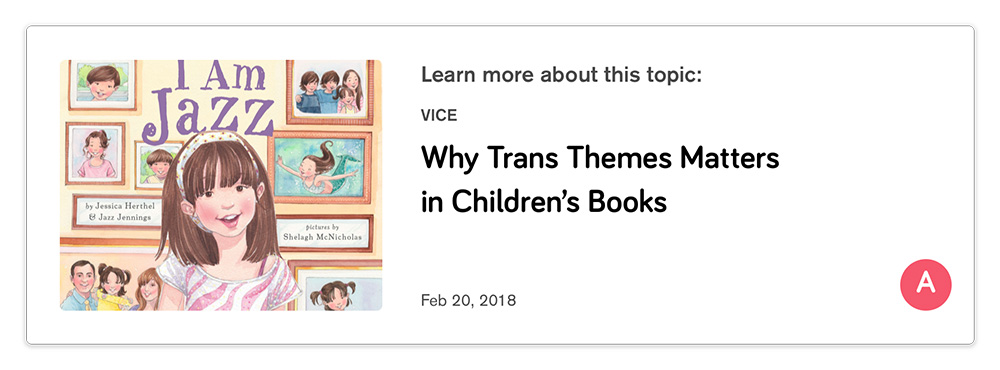 I AM
Jazz
by Jessica Herthel
& Jazz Jennings
pictures by
Shelagh McNicholas
Learn more about this topic:
VICE
Why Trans Themes Matters
in Children’s Books
Feb 20, 2018
A